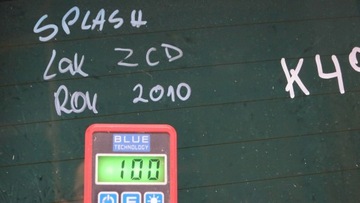 SPLASH
Lak ZCD
ROK 2010
K4
BLUE
TECHNOLOGY
100